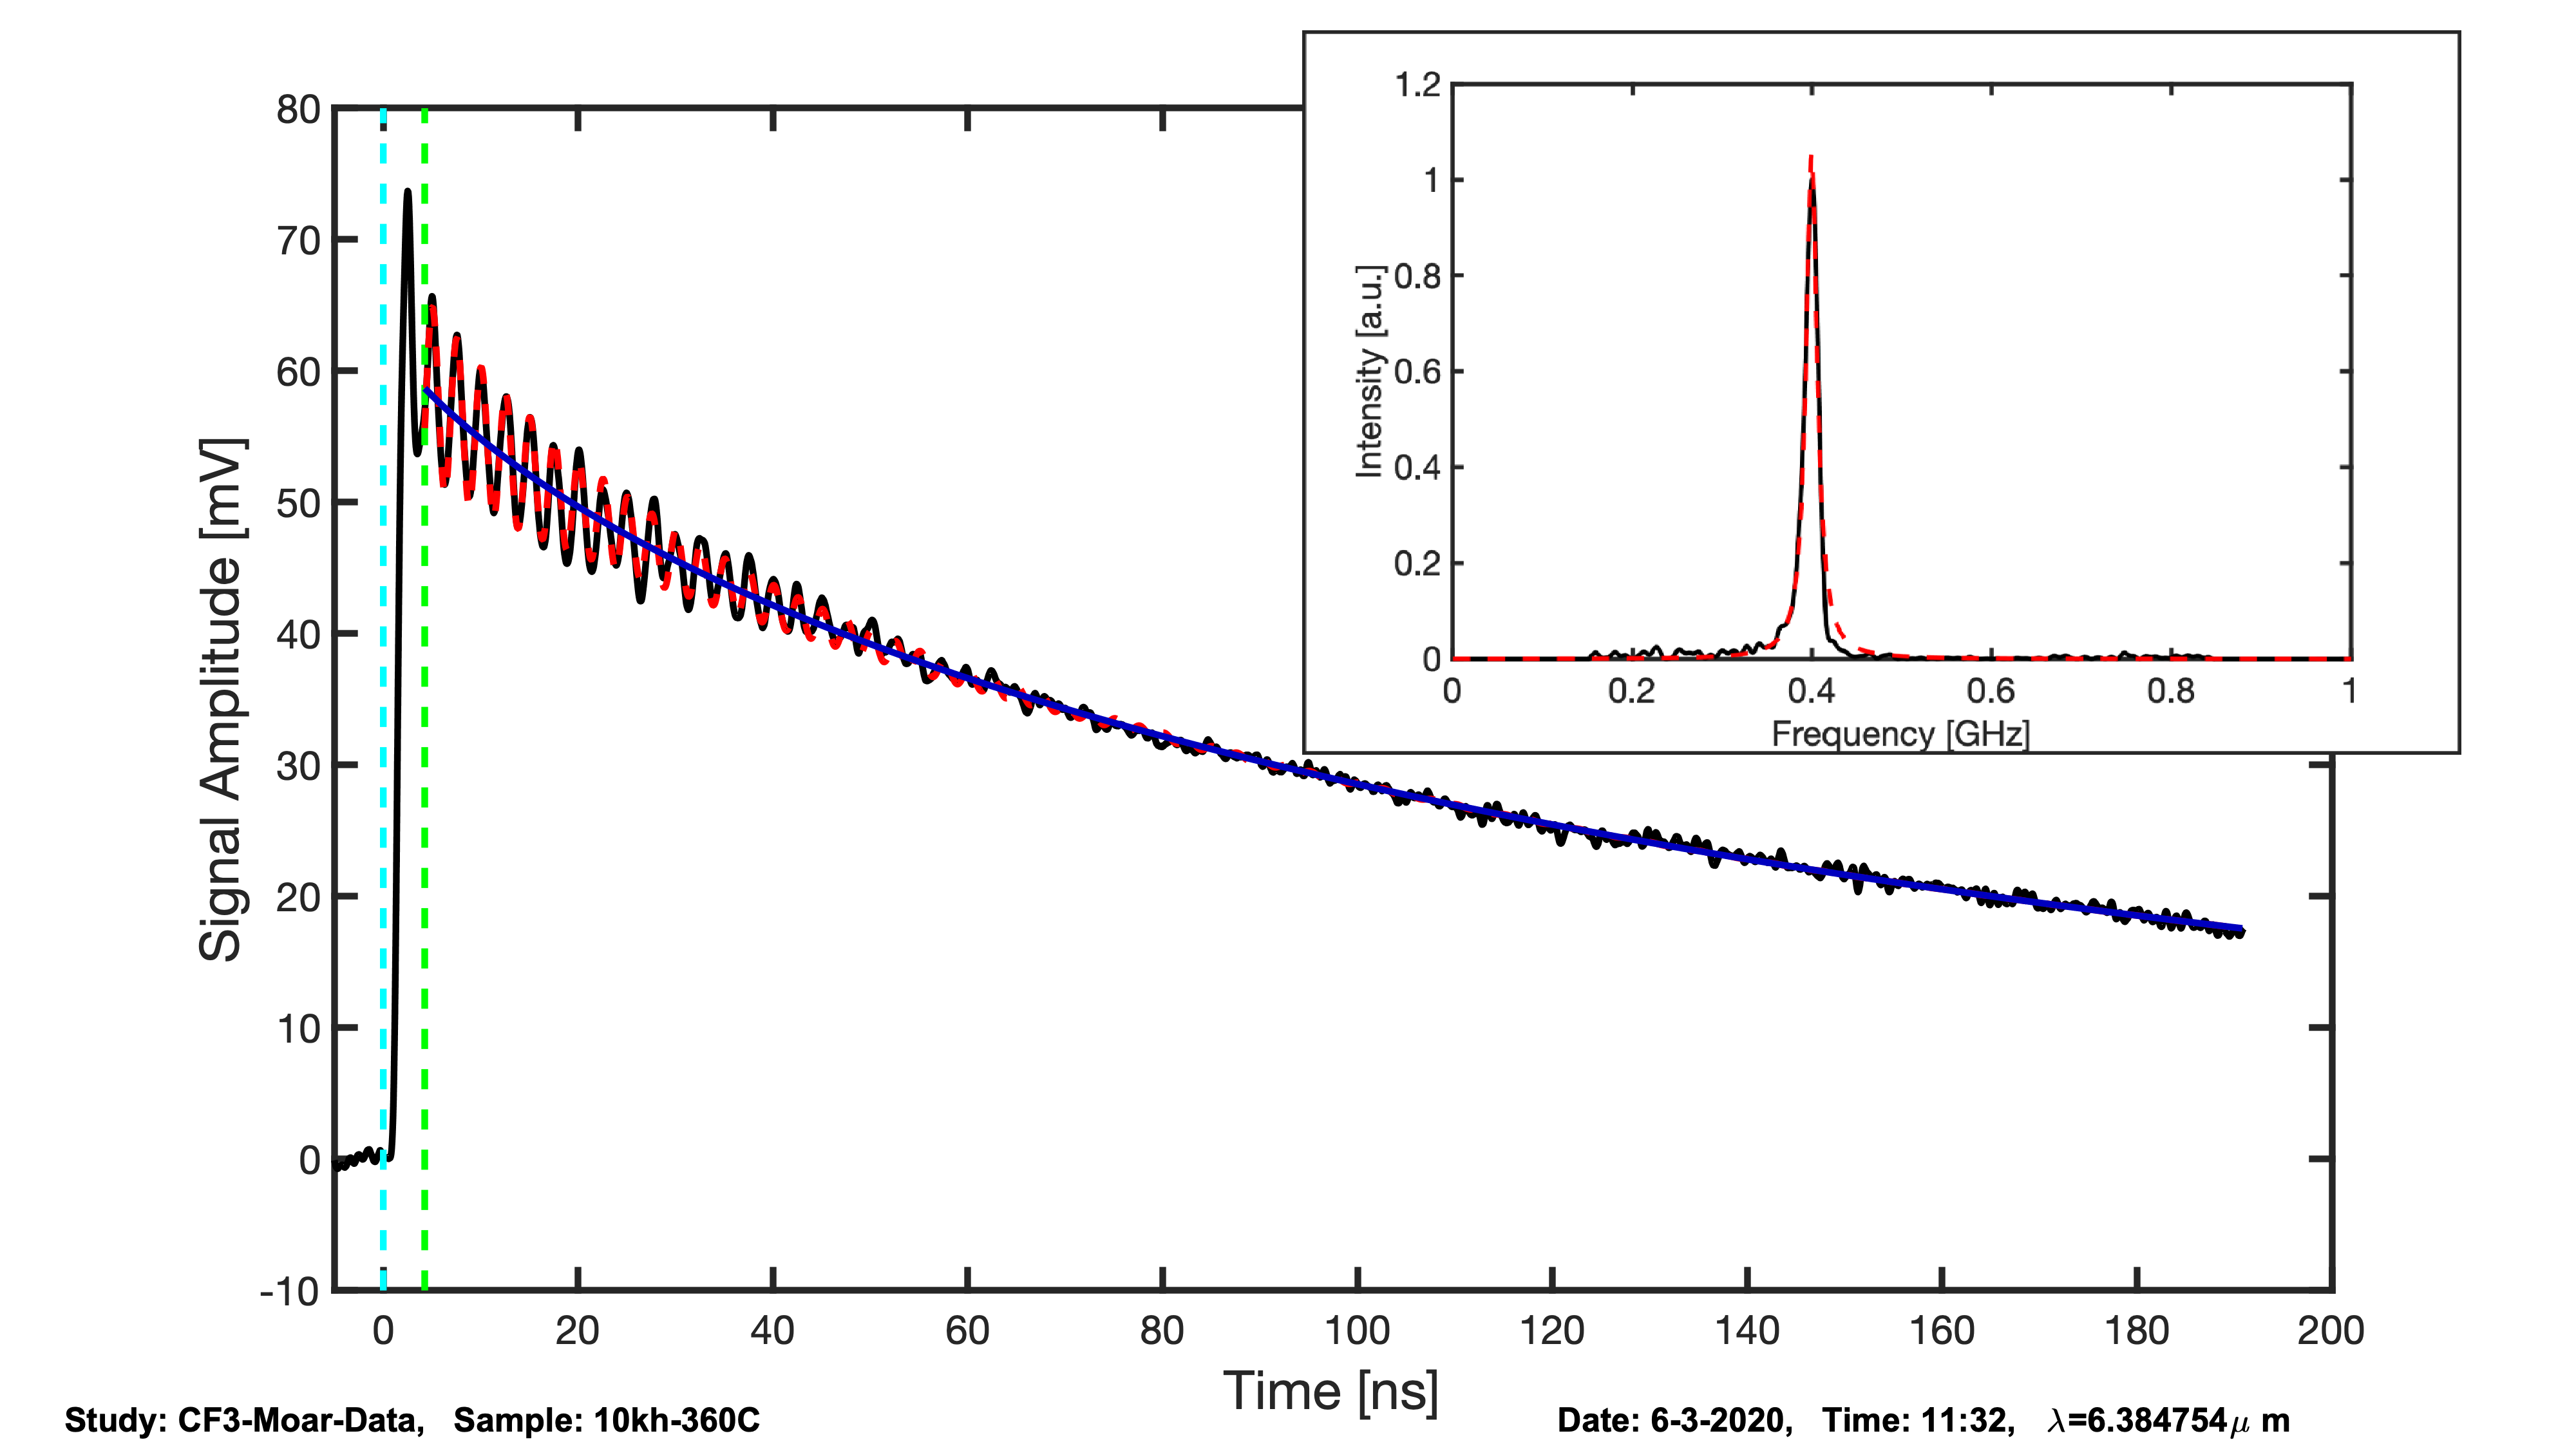 80
70
60
50
40
30
20
10
0
-10
Signal Amplitude [mV]
0 20 40 60 80 100 120 140 160 180 200
Time [ns]
1.2
1
0.8
0.6
0.4
0.2
0
Intensity [a.u.]
0 0.2 0.4 0.6 0.8 1
Frequency [GHz]
Study: CF3-Moar-Data, Sample: 10kh-360C
Date: 6-3-2020, Time: 11:32, λ=6.384754μ m